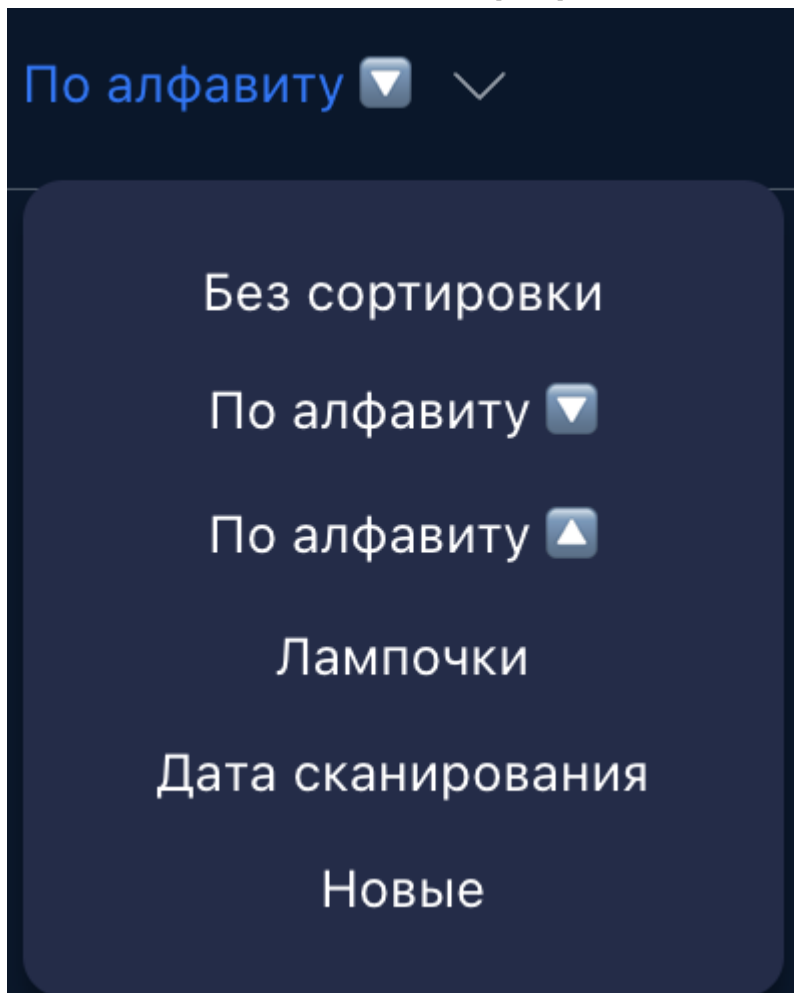 По алфавиту 🔽
Без сортировки
По алфавиту 🔽
По алфавиту 🔼
Лампочки
Дата сканирования
Новые